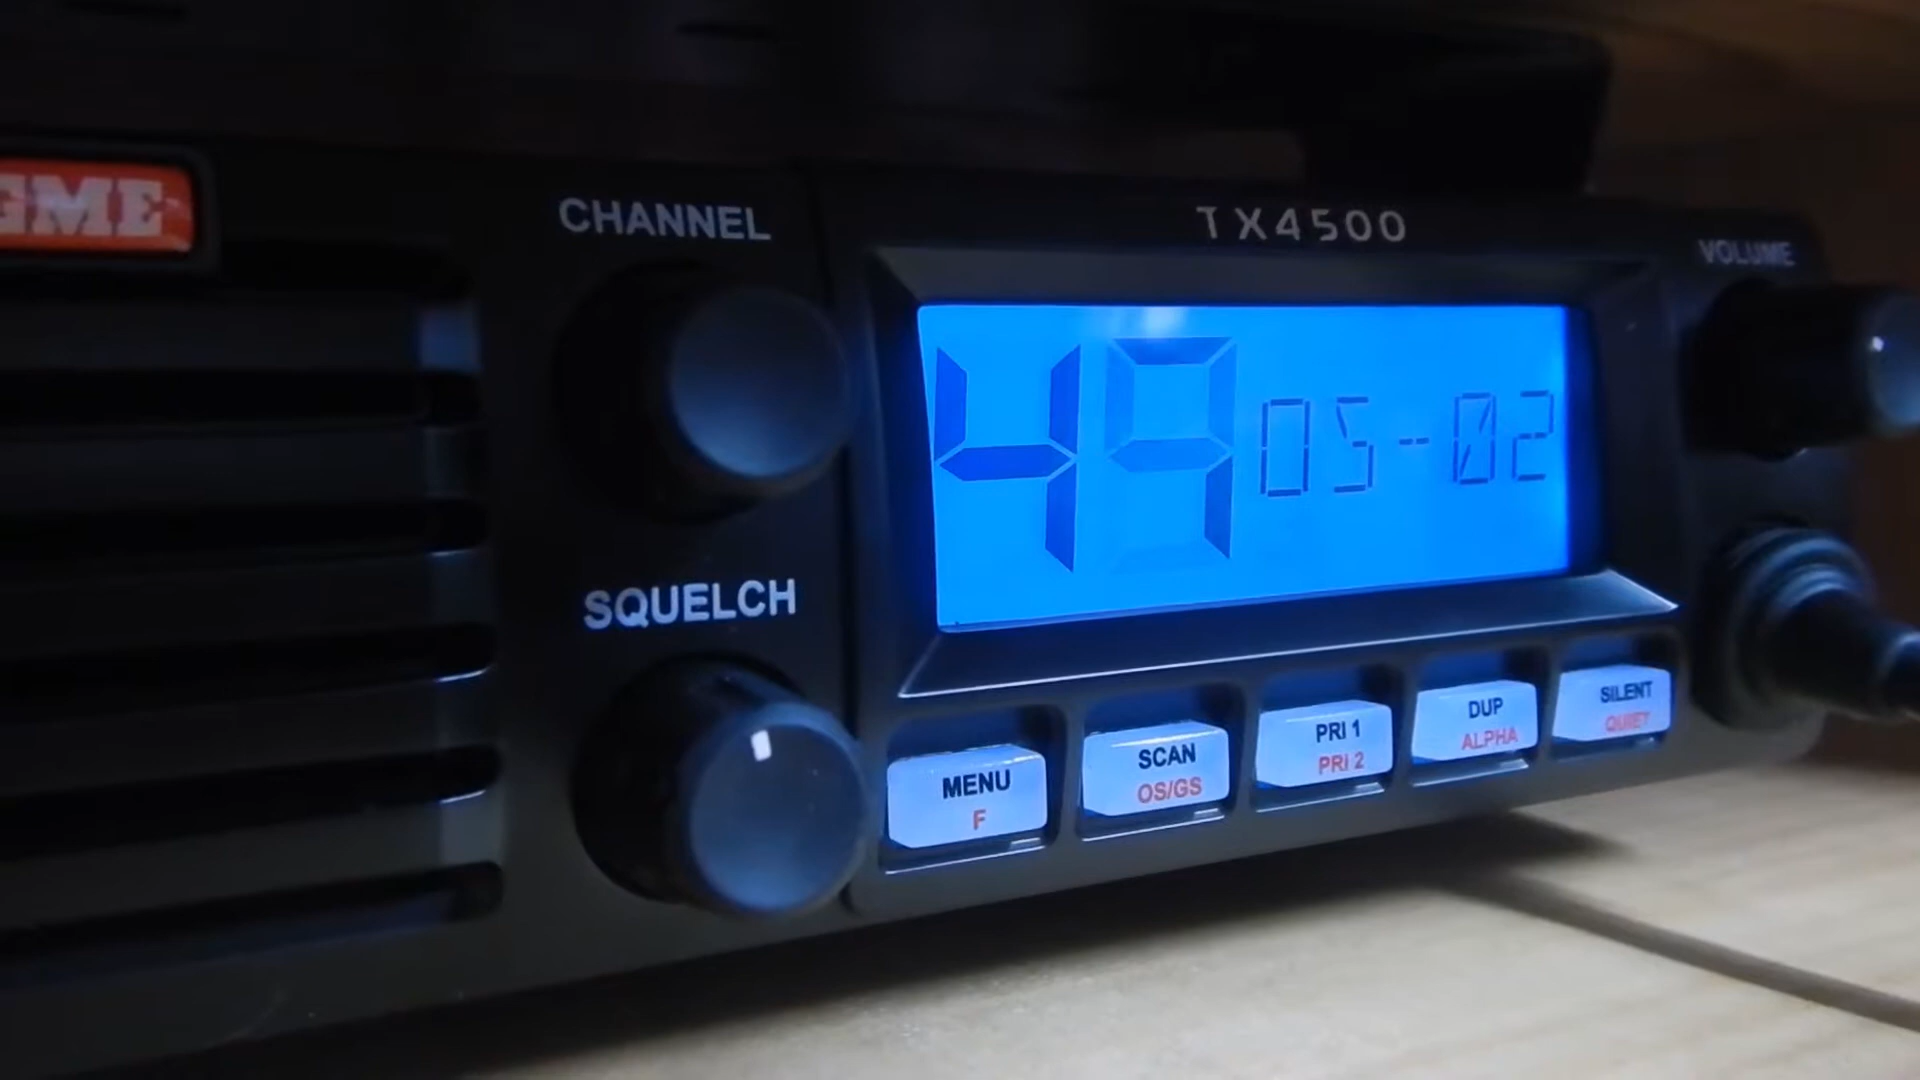 GME
CHANNEL
TX4500
VOLUME
49 05-02
SQUELCH
MENU
F
SCAN
OS/GS
PRI 1
PRI 2
DUP
ALPHA
SILENT
QUIET